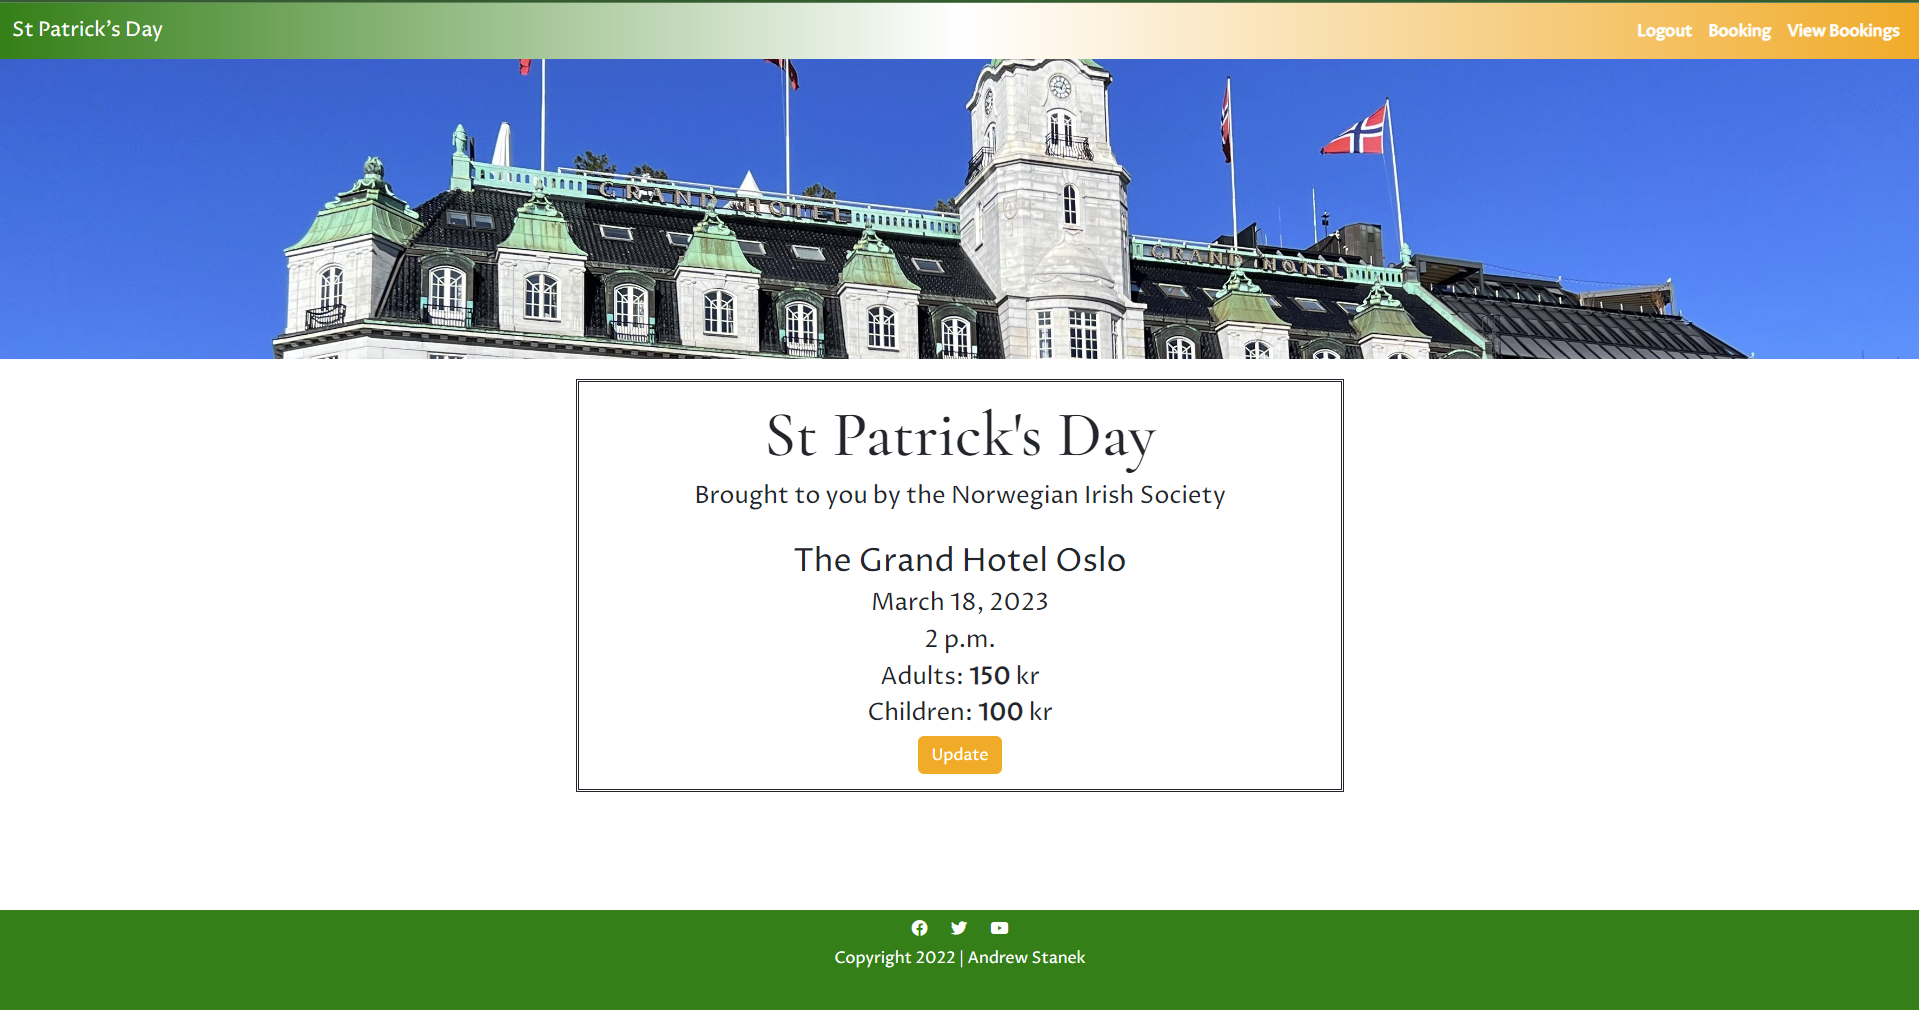 St Patrick's Day
Logout Booking View Bookings
GRAND HOTEL
GRAND HOTEL
St Patrick's Day
Brought to you by the Norwegian Irish Society
The Grand Hotel Oslo
March 18, 2023
2 p.m.
Adults: 150 kr
Children: 100 kr
Update
Copyright 2022 | Andrew Stanek